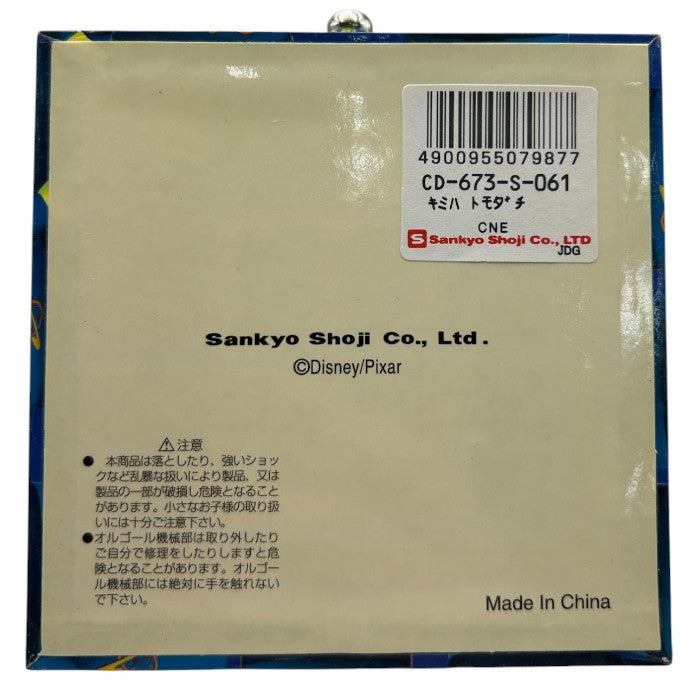 4900955079877
CD-673-S-061
ｷﾐﾊ ﾄﾓﾀﾞﾁ
CNE
S Sankyo Shoji Co., LTD
JDG
Sankyo Shoji Co., Ltd.
©Disney/Pixar
⚠注意
● 本商品は落としたり、強いショッ
クなど乱暴な扱いにより製品、又は
製品の一部が破損し危険となること
があります。小さなお子様の取り扱
いには十分ご注意下さい。
●オルゴール機械部は取り外したり
ご自分で修理をしたりしますと危
険となることがあります。オルゴー
ル機械部には絶対に手を触れない
で下さい。
Made In China